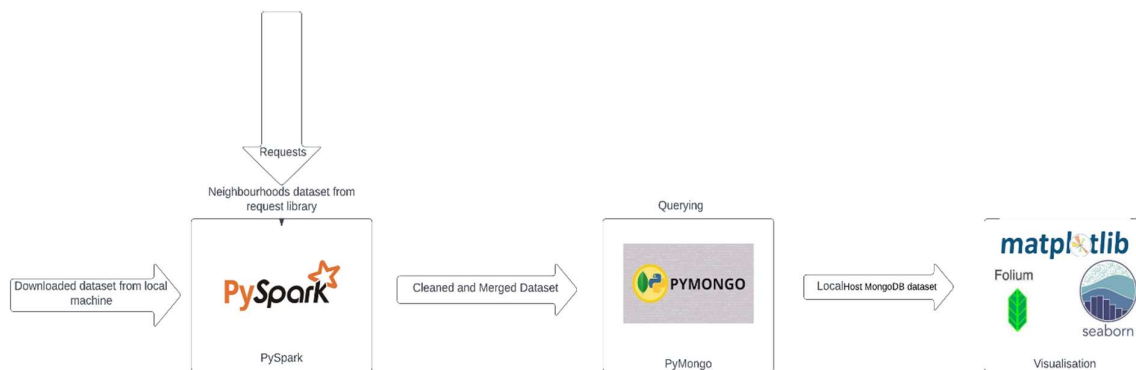 Requests
Neighbourhoods dataset from
request library
Querying
matplotlib
Folium
PySpark
PYMONGO
Downloaded dataset from local
machine
Cleaned and Merged Dataset
LocalHost MongoDB dataset
seaborn
PySpark
PyMongo
Visualisation